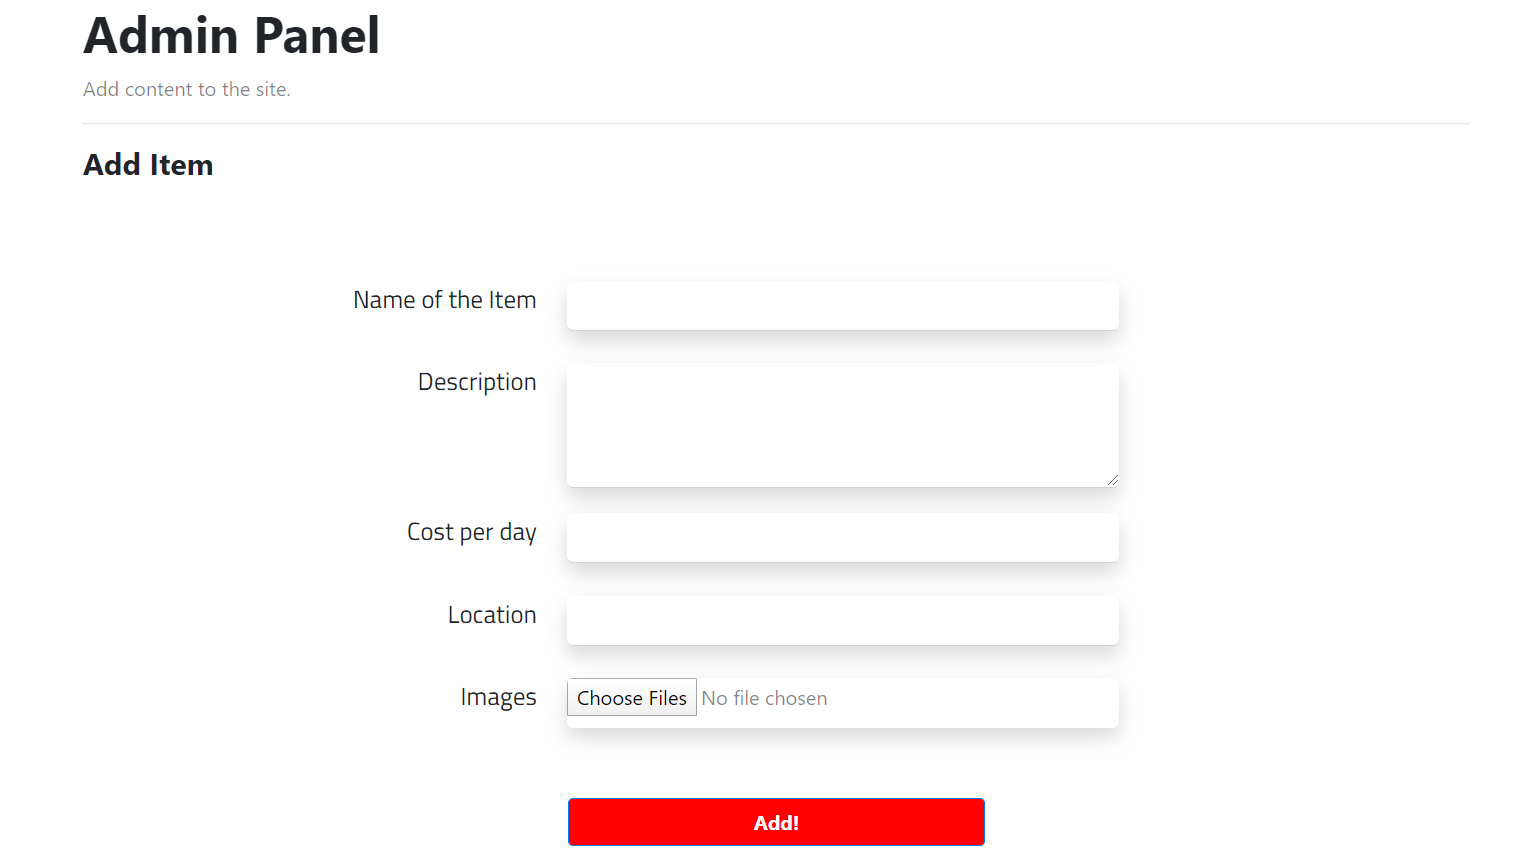 Admin Panel
Add content to the site.
Add Item
Name of the Item
Description
Cost per day
Location
Images Choose Files No file chosen
Add!